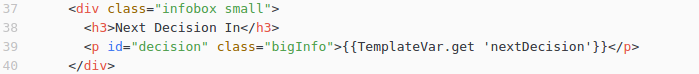 37 <div class="infobox small">
38 <h3>Next Decision In</h3>
39 <p id="decision" class="bigInfo">{{TemplateVar.get 'nextDecision'}}</p>
40 </div>